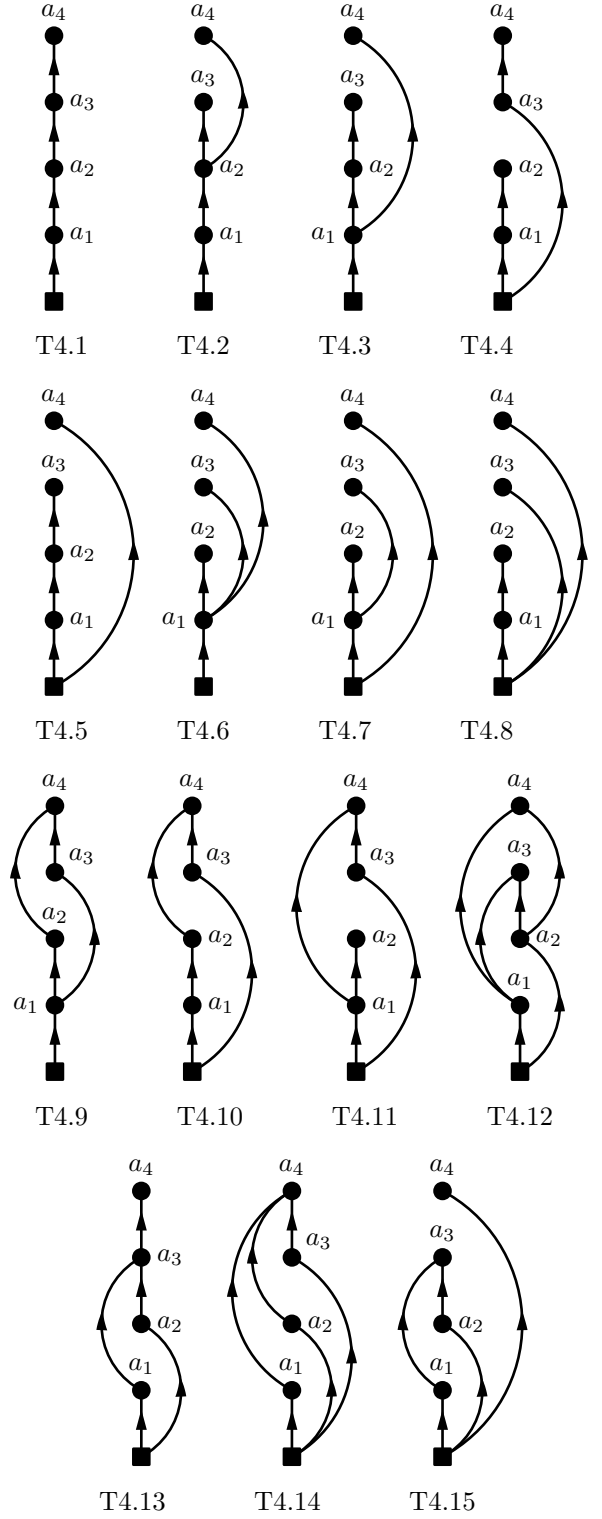 a₄ a₄ a₄ a₄
a₃ a₃ a₃ a₃
a₂ a₂ a₂ a₂
a₁ a₁ a₁ a₁
T4.1 T4.2 T4.3 T4.4
a₄ a₄ a₄ a₄
a₃ a₃ a₃ a₃
a₂ a₂ a₂ a₂
a₁ a₁ a₁ a₁
T4.5 T4.6 T4.7 T4.8
a₄ a₄ a₄ a₄
a₃ a₃ a₃ a₃
a₂ a₂ a₂ a₂
a₁ a₁ a₁ a₁
T4.9 T4.10 T4.11 T4.12
a₄ a₄ a₄
a₃ a₃ a₃
a₂ a₂ a₂
a₁ a₁ a₁
T4.13 T4.14 T4.15